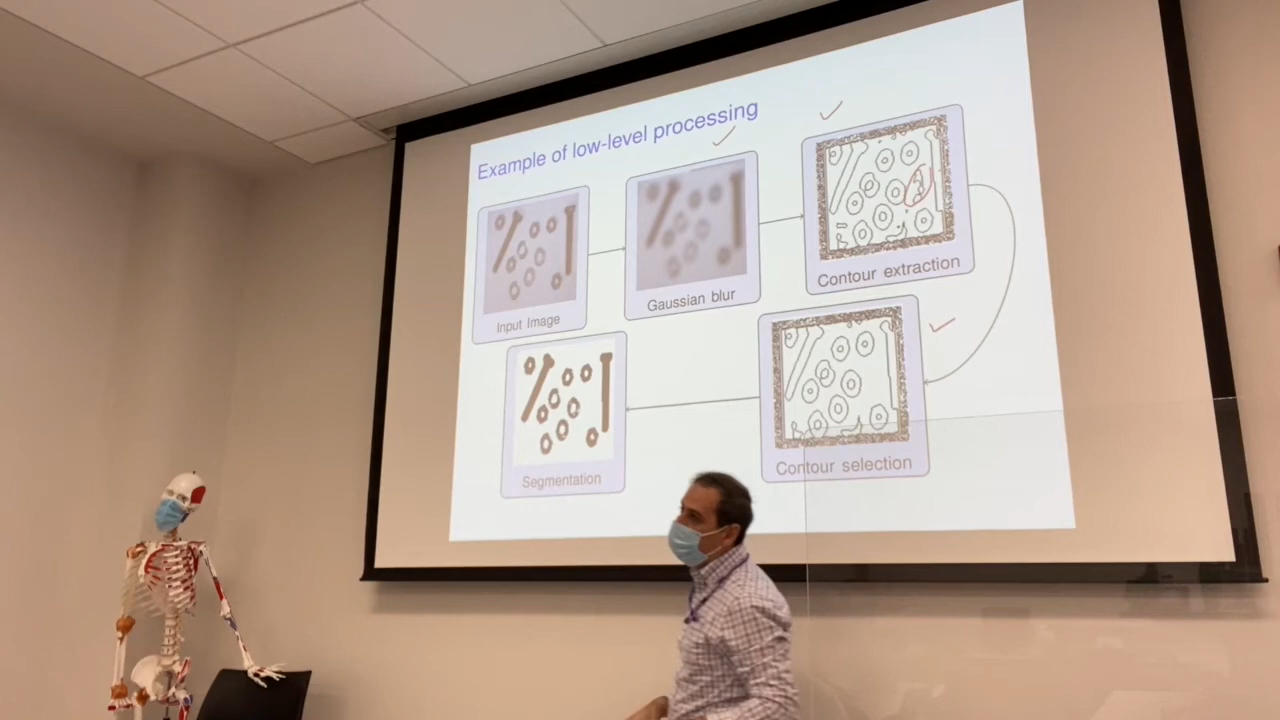 Example of low-level processing
Input Image
Gaussian blur
Contour extraction
Contour selection
Segmentation